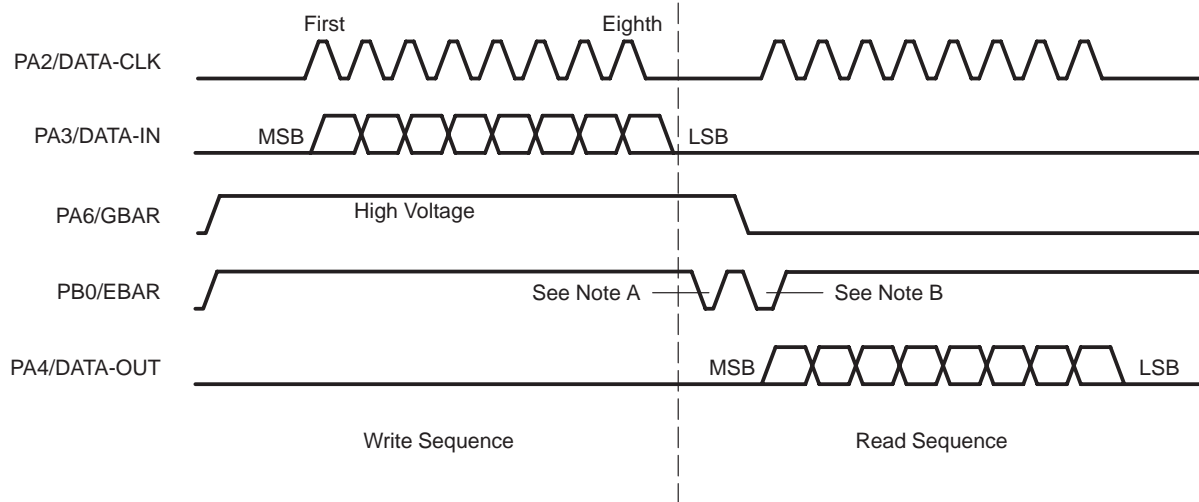 First Eighth
PA2/DATA-CLK
PA3/DATA-IN MSB LSB
PA6/GBAR High Voltage
PB0/EBAR See Note A See Note B
PA4/DATA-OUT MSB LSB
Write Sequence Read Sequence